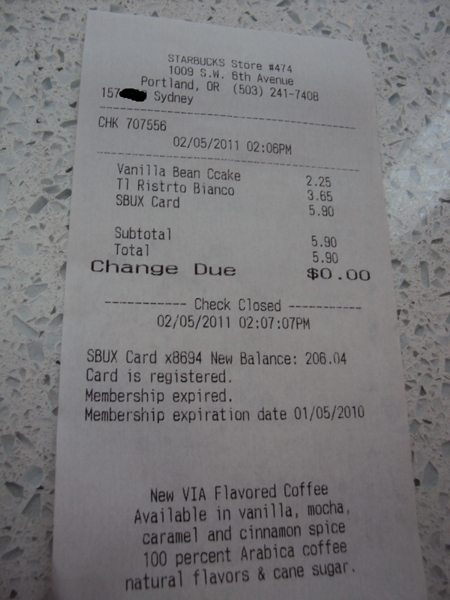 STARBUCKS Store #474
1009 S.W. 6th Avenue
Portland, OR (503) 241-7408
157 Sydney
CHK 707556
02/05/2011 02:06PM
Vanilla Bean Ccake 2.25
Tl Ristrto Bianco 3.65
SBUX Card 5.90
Subtotal 5.90
Total 5.90
Change Due $0.00
----------- Check Closed -----------
02/05/2011 02:07:07PM
SBUX Card x8694 New Balance: 206.04
Card is registered.
Membership expired.
Membership expiration date 01/05/2010
New VIA Flavored Coffee
Available in vanilla, mocha,
caramel and cinnamon spice
100 percent Arabica coffee
natural flavors & cane sugar.